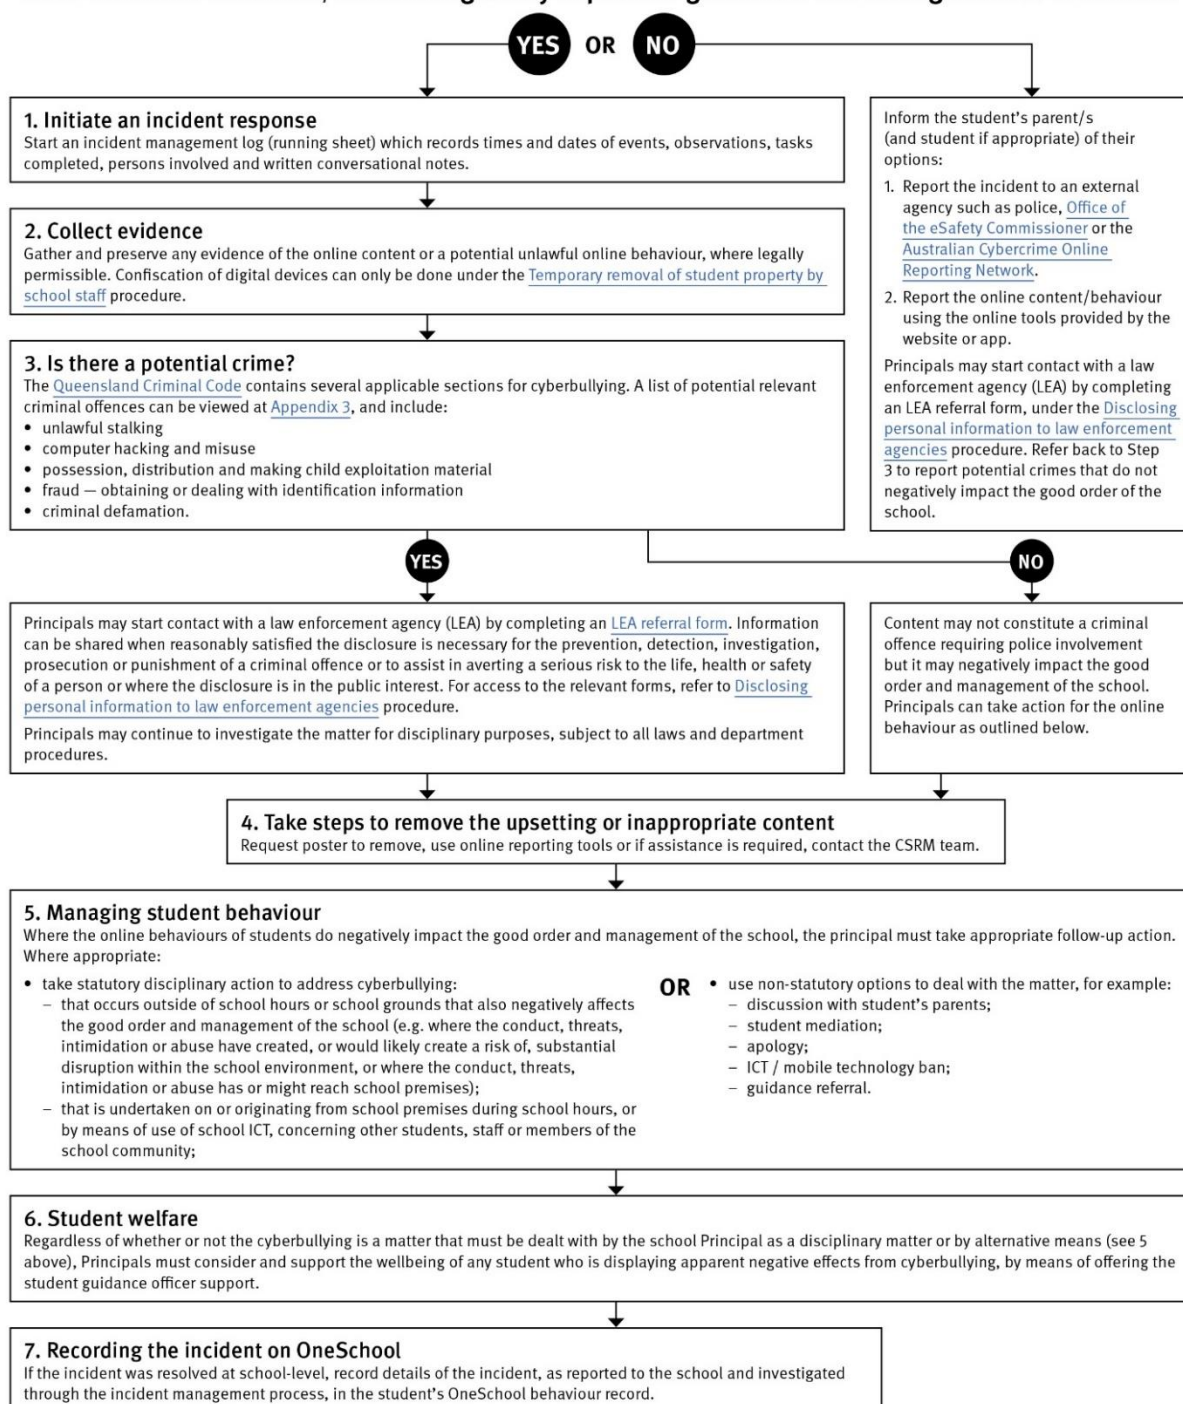 YES OR NO
1. Initiate an incident response
Start an incident management log (running sheet) which records times and dates of events, observations, tasks
completed, persons involved and written conversational notes.
2. Collect evidence
Gather and preserve any evidence of the online content or a potential unlawful online behaviour, where legally
permissible. Confiscation of digital devices can only be done under the Temporary removal of student property by
school staff procedure.
3. Is there a potential crime?
The Queensland Criminal Code contains several applicable sections for cyberbullying. A list of potential relevant
criminal offences can be viewed at Appendix 3, and include:
• unlawful stalking
• computer hacking and misuse
• possession, distribution and making child exploitation material
• fraud — obtaining or dealing with identification information
• criminal defamation.
Inform the student's parent/s
(and student if appropriate) of their
options:
1. Report the incident to an external
agency such as police, Office of
the eSafety Commissioner or the
Australian Cybercrime Online
Reporting Network.
2. Report the online content/behaviour
using the online tools provided by the
website or app.
Principals may start contact with a law
enforcement agency (LEA) by completing
an LEA referral form, under the Disclosing
personal information to law enforcement
agencies procedure. Refer back to Step
3 to report potential crimes that do not
negatively impact the good order of the
school.
YES
NO
Principals may start contact with a law enforcement agency (LEA) by completing an LEA referral form. Information
can be shared when reasonably satisfied the disclosure is necessary for the prevention, detection, investigation,
prosecution or punishment of a criminal offence or to assist in averting a serious risk to the life, health or safety
of a person or where the disclosure is in the public interest. For access to the relevant forms, refer to Disclosing
personal information to law enforcement agencies procedure.
Principals may continue to investigate the matter for disciplinary purposes, subject to all laws and department
procedures.
Content may not constitute a criminal
offence requiring police involvement
but it may negatively impact the good
order and management of the school.
Principals can take action for the online
behaviour as outlined below.
4. Take steps to remove the upsetting or inappropriate content
Request poster to remove, use online reporting tools or if assistance is required, contact the CSRM team.
5. Managing student behaviour
Where the online behaviours of students do negatively impact the good order and management of the school, the principal must take appropriate follow-up action.
Where appropriate:
• take statutory disciplinary action to address cyberbullying:
– that occurs outside of school hours or school grounds that also negatively affects
the good order and management of the school (e.g. where the conduct, threats,
intimidation or abuse have created, or would likely create a risk of, substantial
disruption within the school environment, or where the conduct, threats,
intimidation or abuse has or might reach school premises);
– that is undertaken on or originating from school premises during school hours, or
by means of use of school ICT, concerning other students, staff or members of the
school community;
OR
• use non-statutory options to deal with the matter, for example:
– discussion with student's parents;
– student mediation;
– apology;
– ICT / mobile technology ban;
– guidance referral.
6. Student welfare
Regardless of whether or not the cyberbullying is a matter that must be dealt with by the school Principal as a disciplinary matter or by alternative means (see 5
above), Principals must consider and support the wellbeing of any student who is displaying apparent negative effects from cyberbullying, by means of offering the
student guidance officer support.
7. Recording the incident on OneSchool
If the incident was resolved at school-level, record details of the incident, as reported to the school and investigated
through the incident management process, in the student's OneSchool behaviour record.